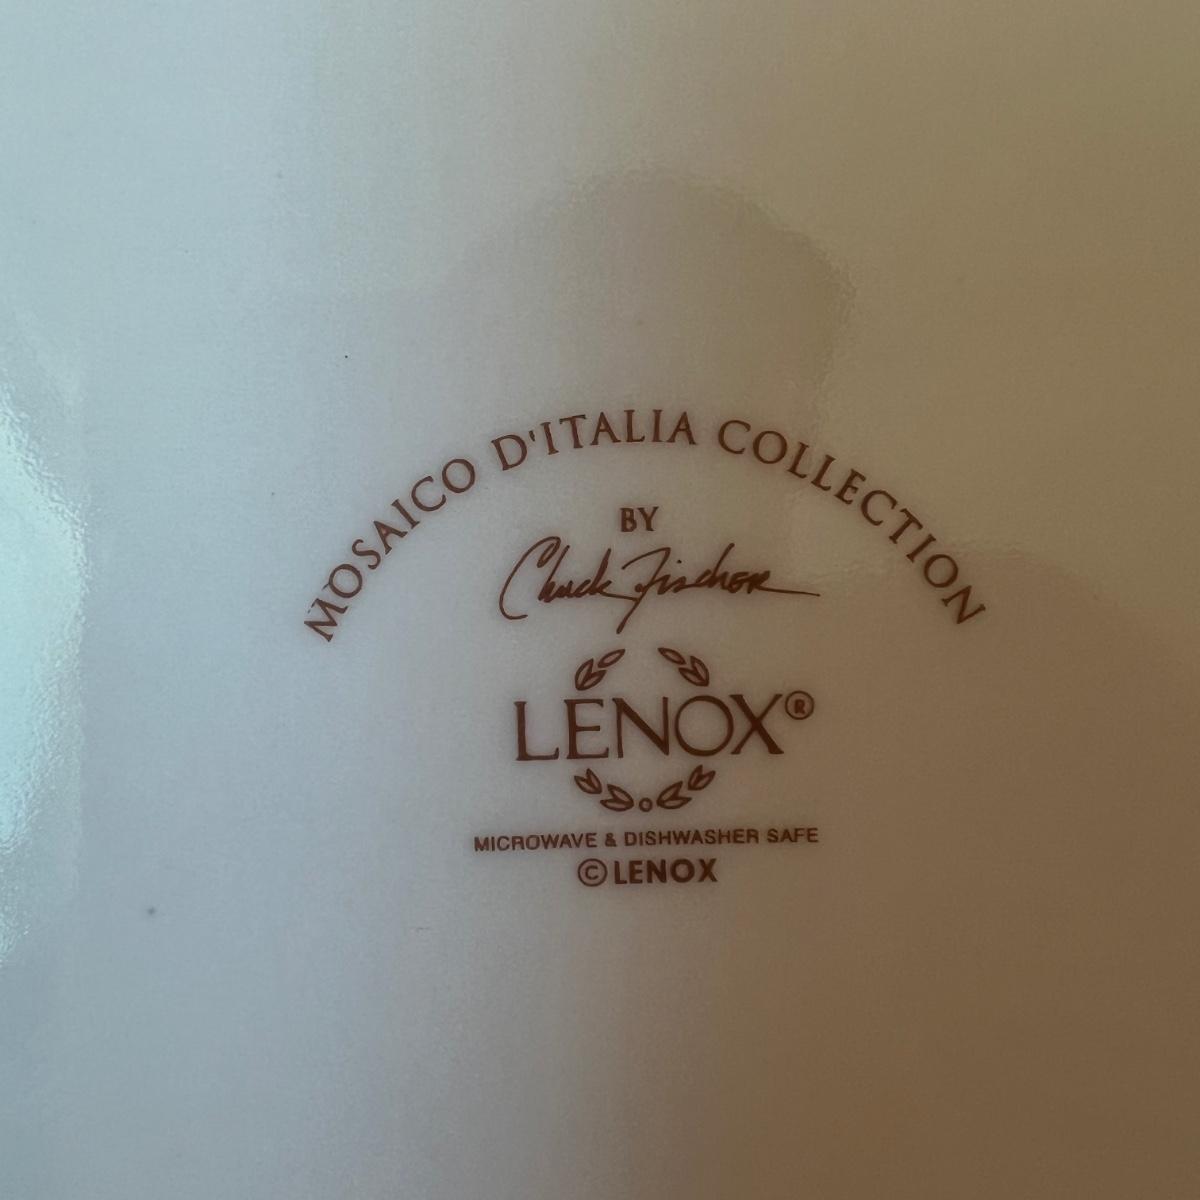 MOSAICO D'ITALIA COLLECTION
BY
Chuck Fischer
LENOX®
MICROWAVE & DISHWASHER SAFE
© LENOX